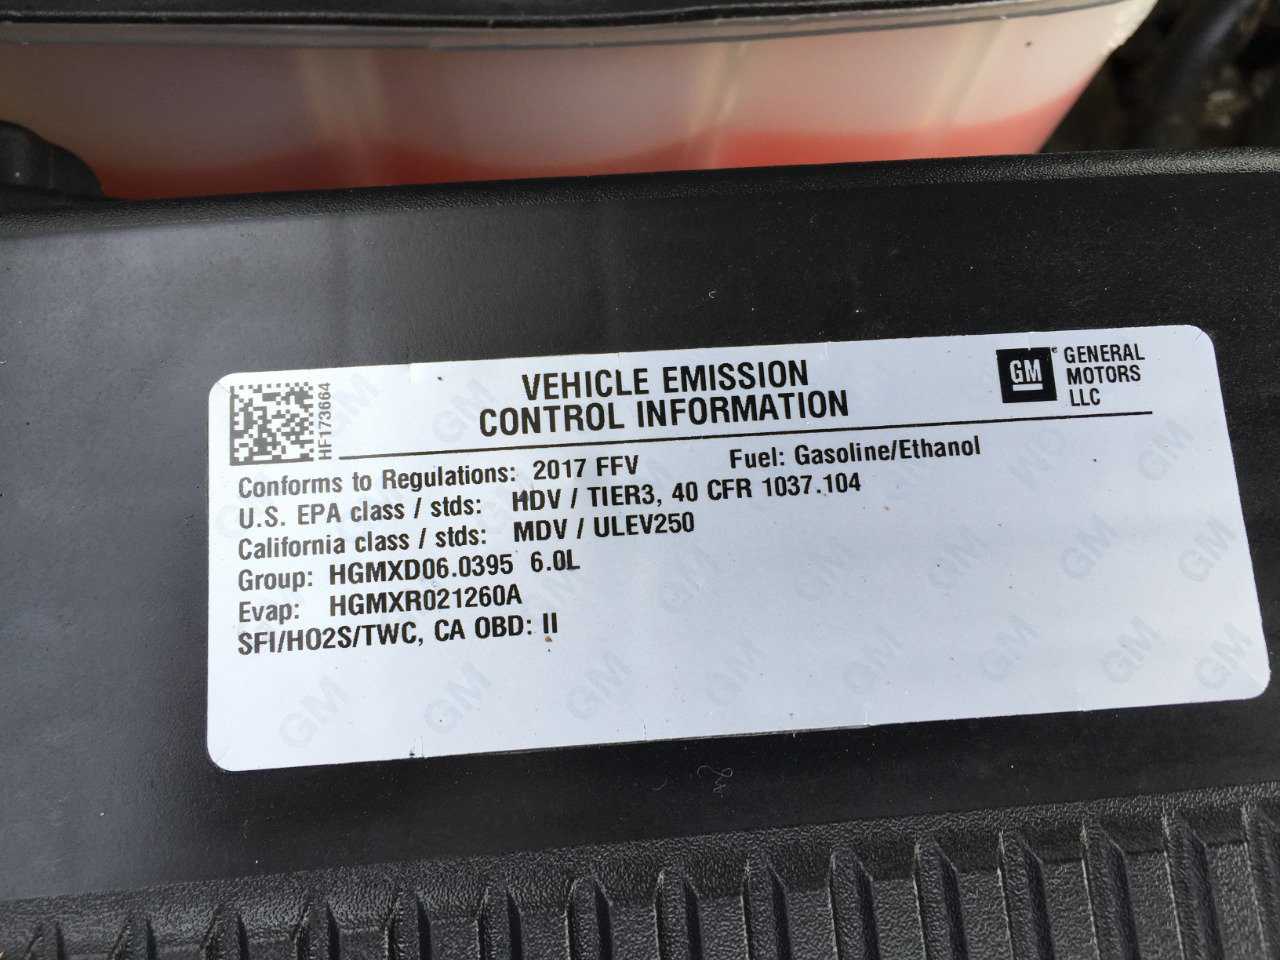 VEHICLE EMISSION
CONTROL INFORMATION
GM
GENERAL
MOTORS
LLC
HF173664
Conforms to Regulations: 2017 FFV Fuel: Gasoline/Ethanol
U.S. EPA class / stds: HDV / TIER3, 40 CFR 1037.104
California class / stds: MDV / ULEV250
Group: HGMXD06.0395 6.0L
Evap: HGMXR021260A
SFI/HO2S/TWC, CA OBD: II